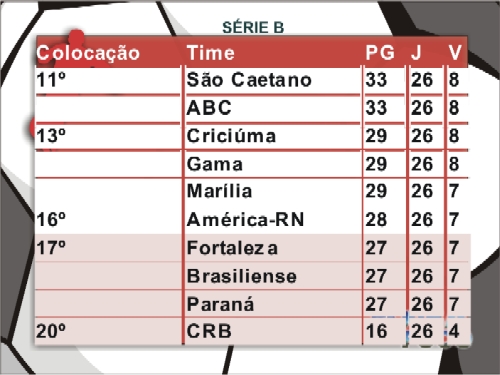 SÉRIE B
Colocação Time PG J V
11º São Caetano 33 26 8
ABC 33 26 8
13º Criciúma 29 26 8
Gama 29 26 8
Marília 29 26 7
16º América-RN 28 26 7
17º Fortaleza 27 26 7
Brasiliense 27 26 7
Paraná 27 26 7
20º CRB 16 26 4